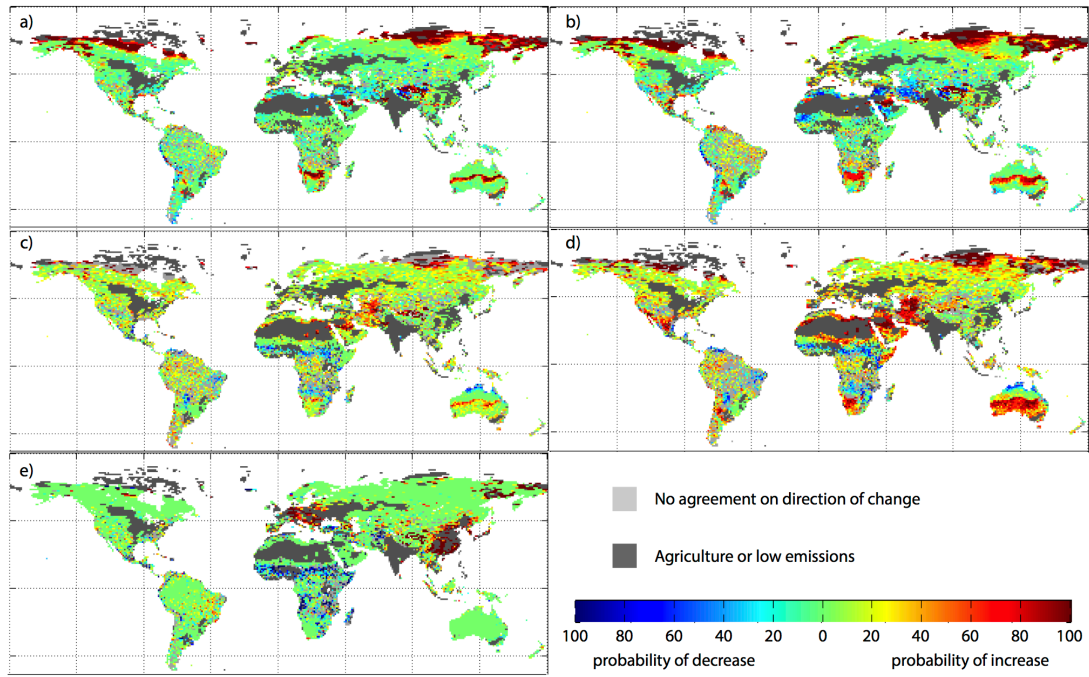 a)
b)
c)
d)
e)
No agreement on direction of change
Agriculture or low emissions
100 80 60 40 20 0 20 40 60 80 100
probability of decrease probability of increase